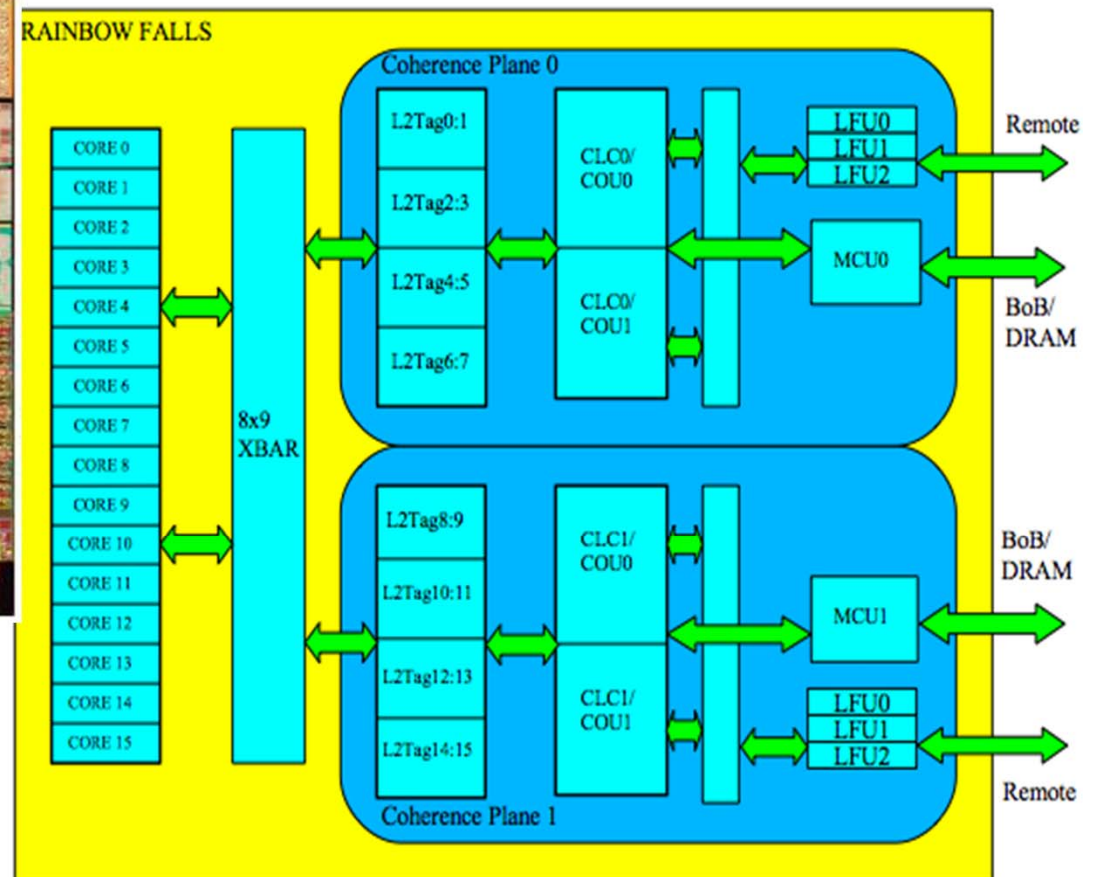 RAINBOW FALLS
CORE 0
CORE 1
CORE 2
CORE 3
CORE 4
CORE 5
CORE 6
CORE 7
CORE 8
CORE 9
CORE 10
CORE 11
CORE 12
CORE 13
CORE 14
CORE 15
8x9
XBAR
Coherence Plane 0
L2Tag0:1
L2Tag2:3
L2Tag4:5
L2Tag6:7
CLC0/
COU0
CLC0/
COU1
LFU0
LFU1
LFU2
MCU0
Remote
BoB/
DRAM
L2Tag8:9
L2Tag10:11
L2Tag12:13
L2Tag14:15
CLC1/
COU0
CLC1/
COU1
MCU1
LFU0
LFU1
LFU2
BoB/
DRAM
Remote
Coherence Plane 1